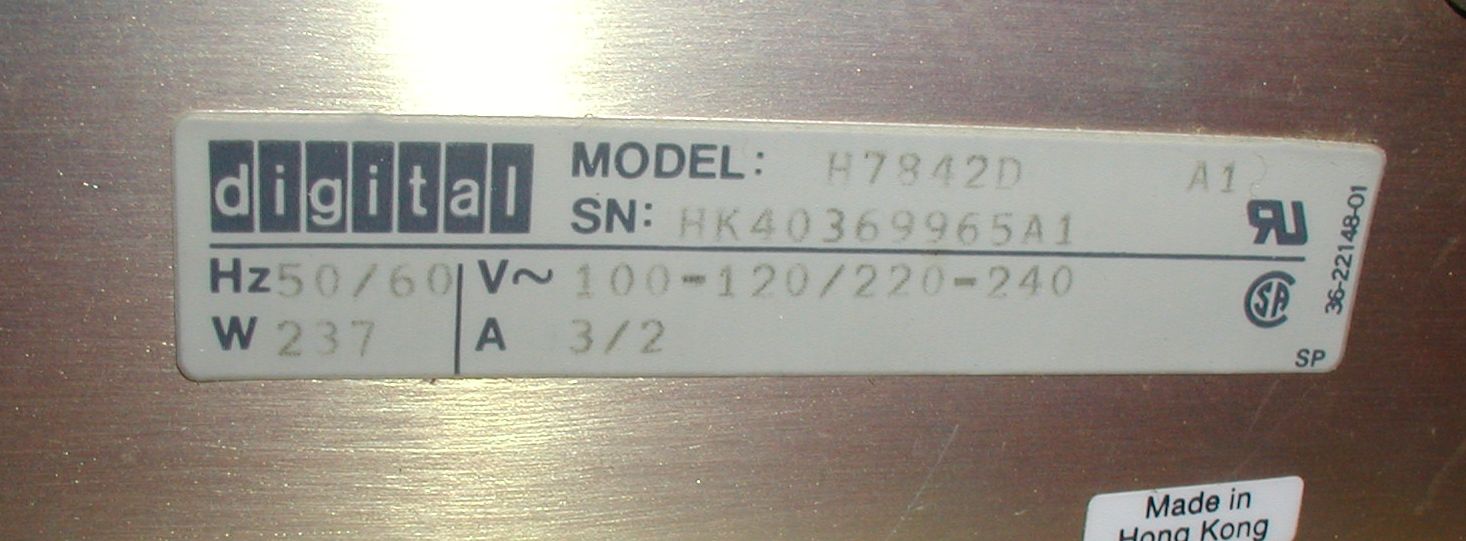 digital
MODEL: H7842D A1
SN: HK40369965A1
Hz 50/60
V~ 100-120/220-240
W 237
A 3/2
36-22148-01
SP
Made in
Hong Kong